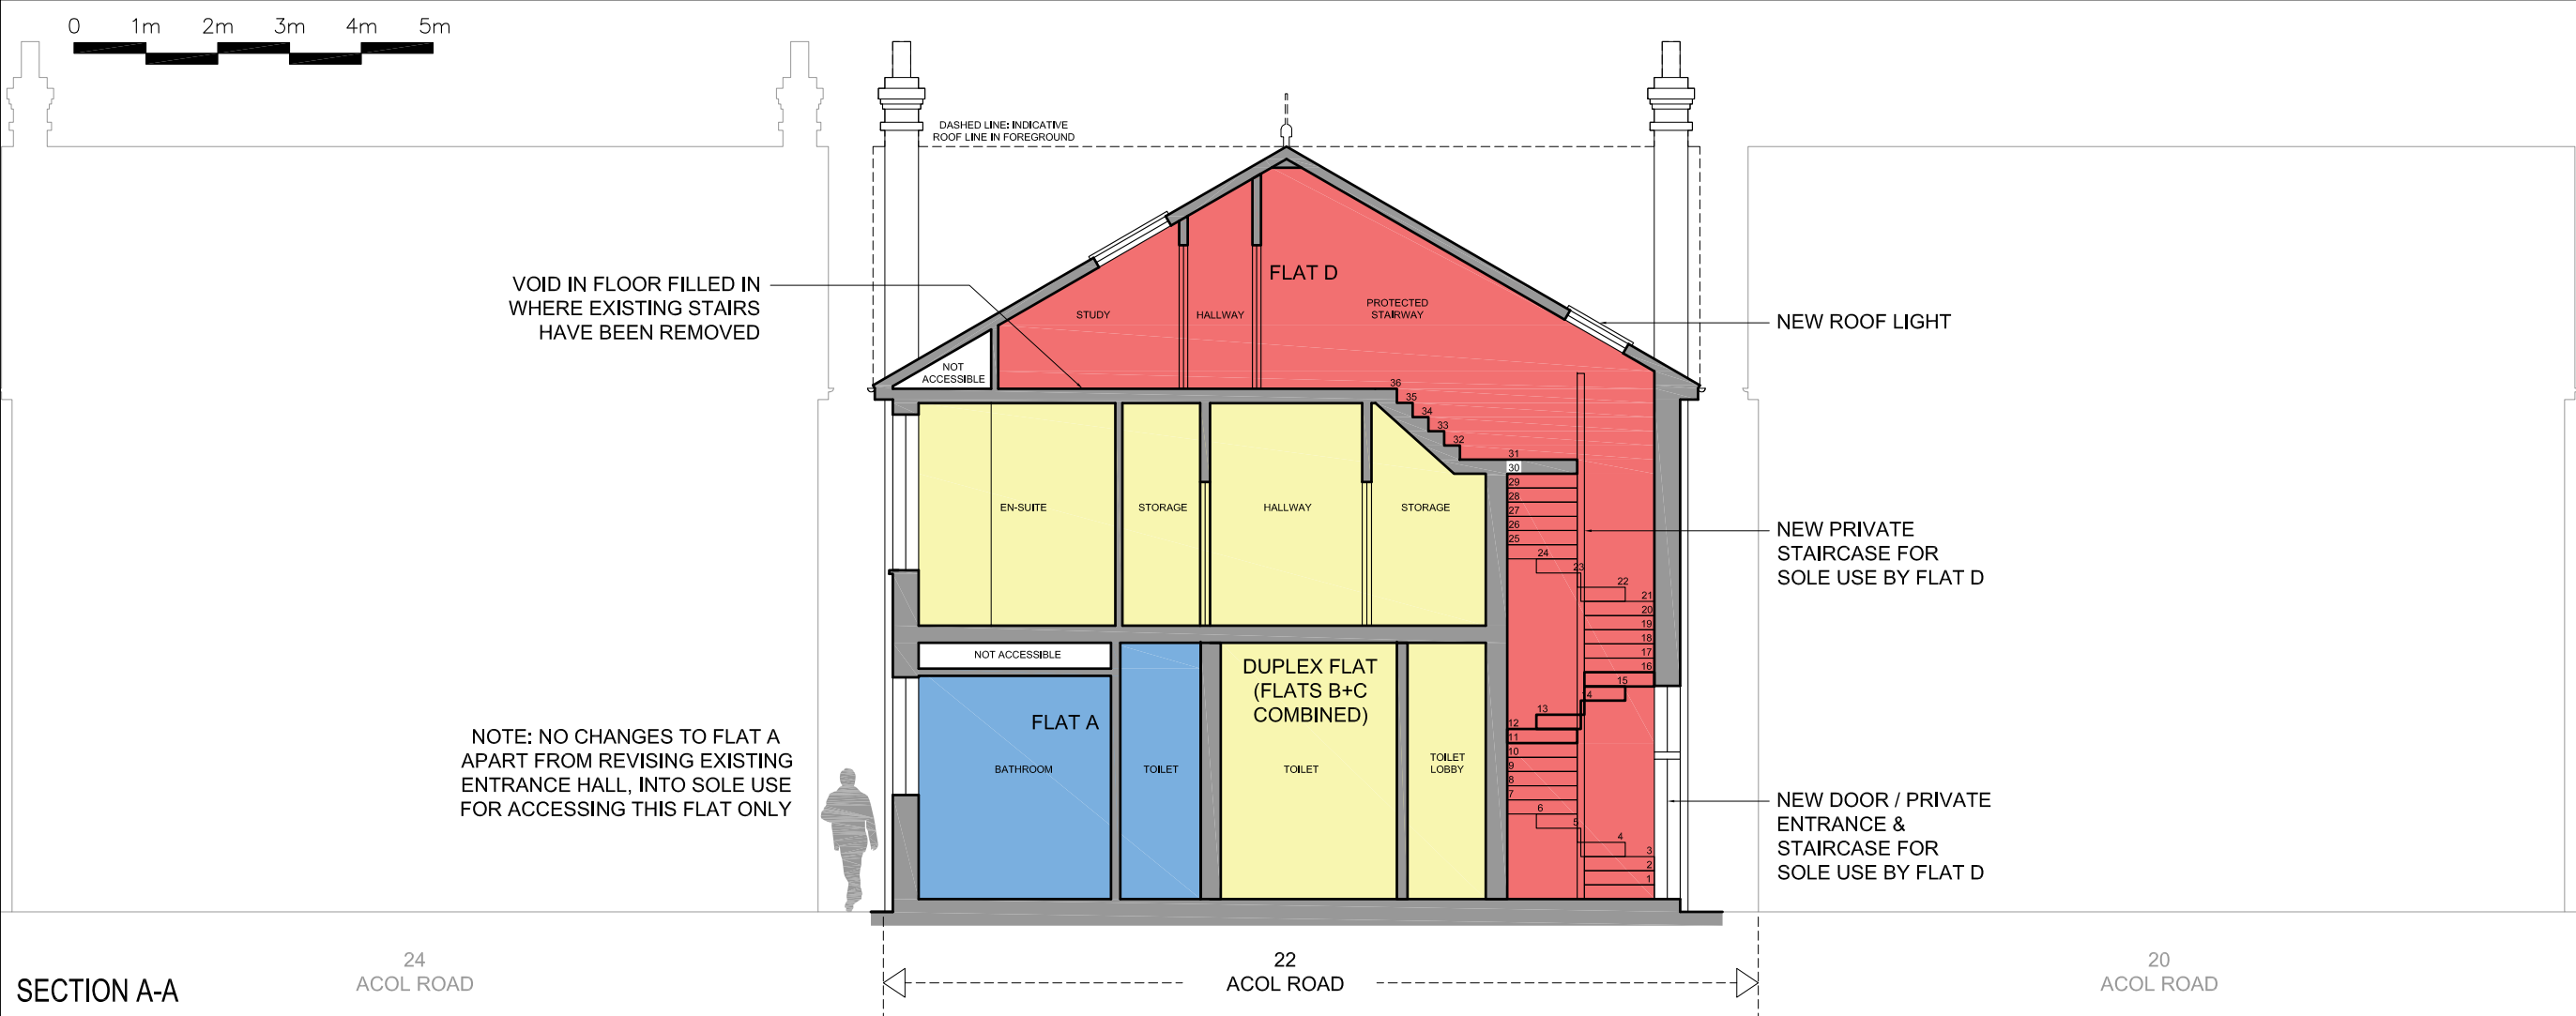 0 1m 2m 3m 4m 5m
DASHED LINE: INDICATIVE
ROOF LINE IN FOREGROUND
VOID IN FLOOR FILLED IN
WHERE EXISTING STAIRS
HAVE BEEN REMOVED
FLAT D
STUDY
HALLWAY
PROTECTED
STAIRWAY
NEW ROOF LIGHT
NOT
ACCESSIBLE
36
35
34
33
32
31
30
29
28
27
26
25
24
23
22
21
20
19
18
17
16
15
14
13
12
11
10
9
8
7
6
5
4
3
2
1
EN-SUITE
STORAGE
HALLWAY
STORAGE
NEW PRIVATE
STAIRCASE FOR
SOLE USE BY FLAT D
NOT ACCESSIBLE
DUPLEX FLAT
(FLATS B+C
COMBINED)
FLAT A
NOTE: NO CHANGES TO FLAT A
APART FROM REVISING EXISTING
ENTRANCE HALL, INTO SOLE USE
FOR ACCESSING THIS FLAT ONLY
BATHROOM
TOILET
TOILET
TOILET
LOBBY
NEW DOOR / PRIVATE
ENTRANCE &
STAIRCASE FOR
SOLE USE BY FLAT D
24
ACOL ROAD
22
ACOL ROAD
20
ACOL ROAD
SECTION A-A